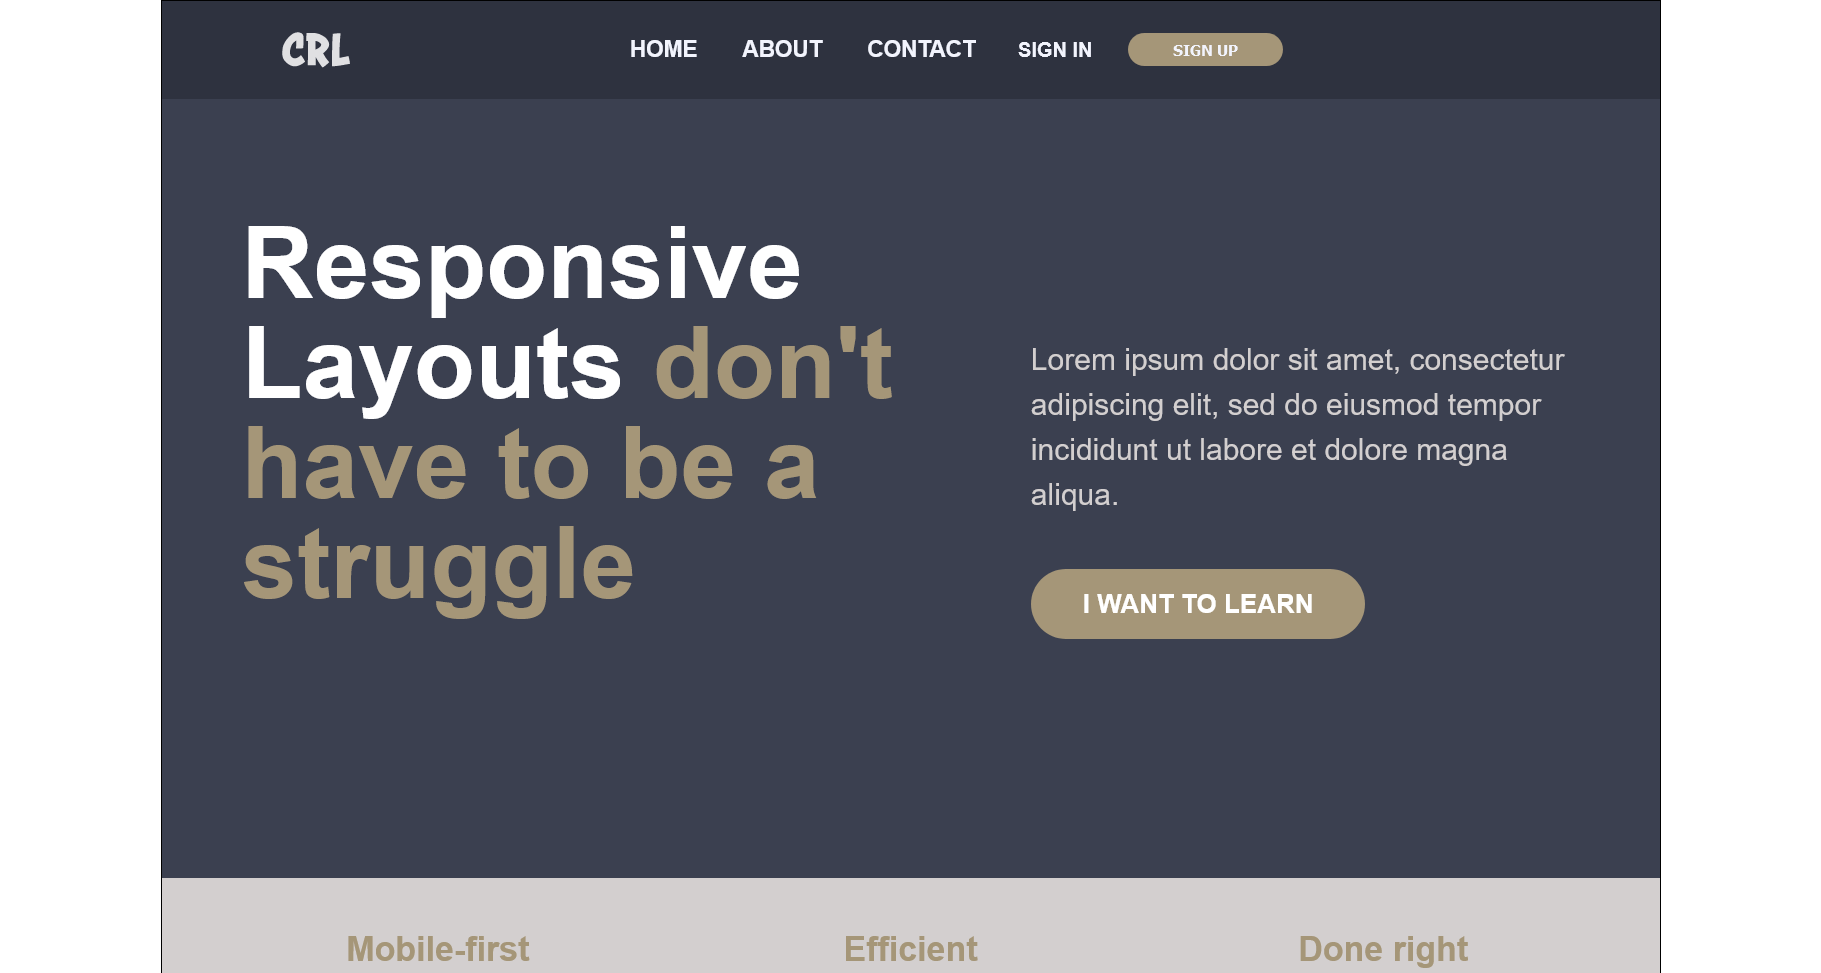 CRL HOME ABOUT CONTACT SIGN IN SIGN UP
Responsive
Layouts don't
have to be a
struggle
Lorem ipsum dolor sit amet, consectetur
adipiscing elit, sed do eiusmod tempor
incididunt ut labore et dolore magna
aliqua.
I WANT TO LEARN
Mobile-first Efficient Done right